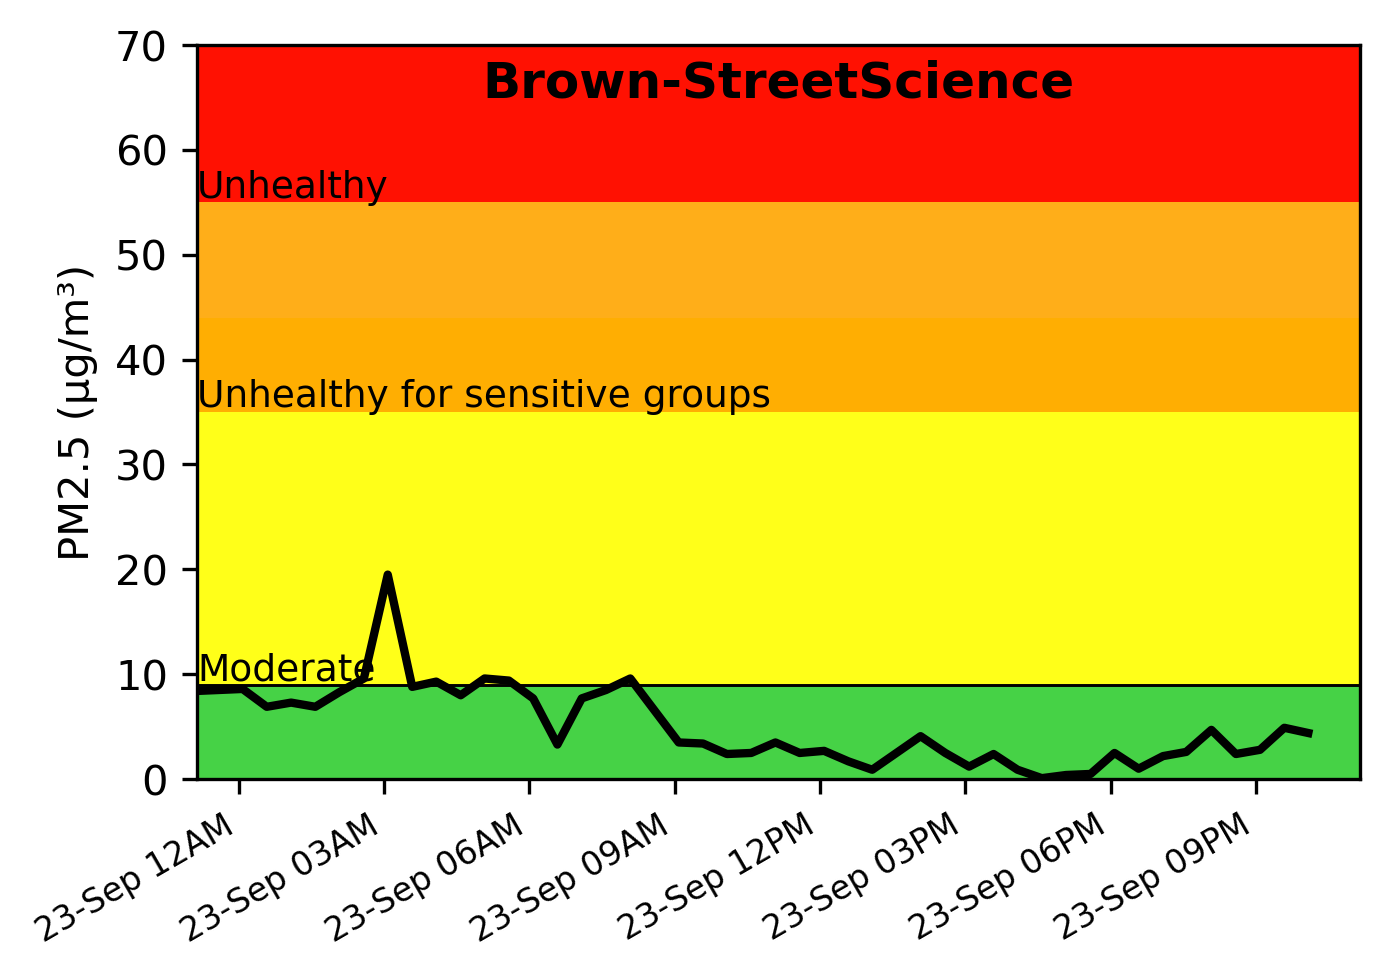 Brown-StreetScience
70
60
50
40
30
20
10
0
PM2.5 (µg/m³)
Unhealthy
Unhealthy for sensitive groups
Moderate
23-Sep 12AM
23-Sep 03AM
23-Sep 06AM
23-Sep 09AM
23-Sep 12PM
23-Sep 03PM
23-Sep 06PM
23-Sep 09PM